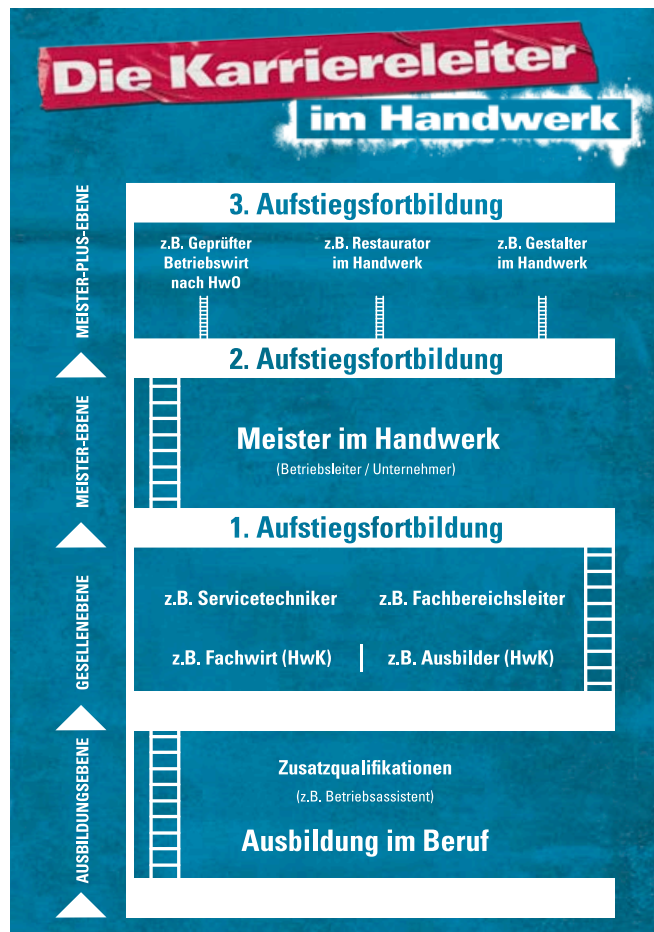 Die Karriereleiter
im Handwerk
MEISTER-PLUS-EBENE
3. Aufstiegsfortbildung
z.B. Geprüfter
Betriebswirt
nach HwO
z.B. Restaurator
im Handwerk
z.B. Gestalter
im Handwerk
2. Aufstiegsfortbildung
MEISTER-EBENE
Meister im Handwerk
(Betriebsleiter / Unternehmer)
1. Aufstiegsfortbildung
GESELLENEBENE
z.B. Servicetechniker
z.B. Fachbereichsleiter
z.B. Fachwirt (HwK)
z.B. Ausbilder (HwK)
AUSBILDUNGSEBENE
Zusatzqualifikationen
(z.B. Betriebsassistent)
Ausbildung im Beruf